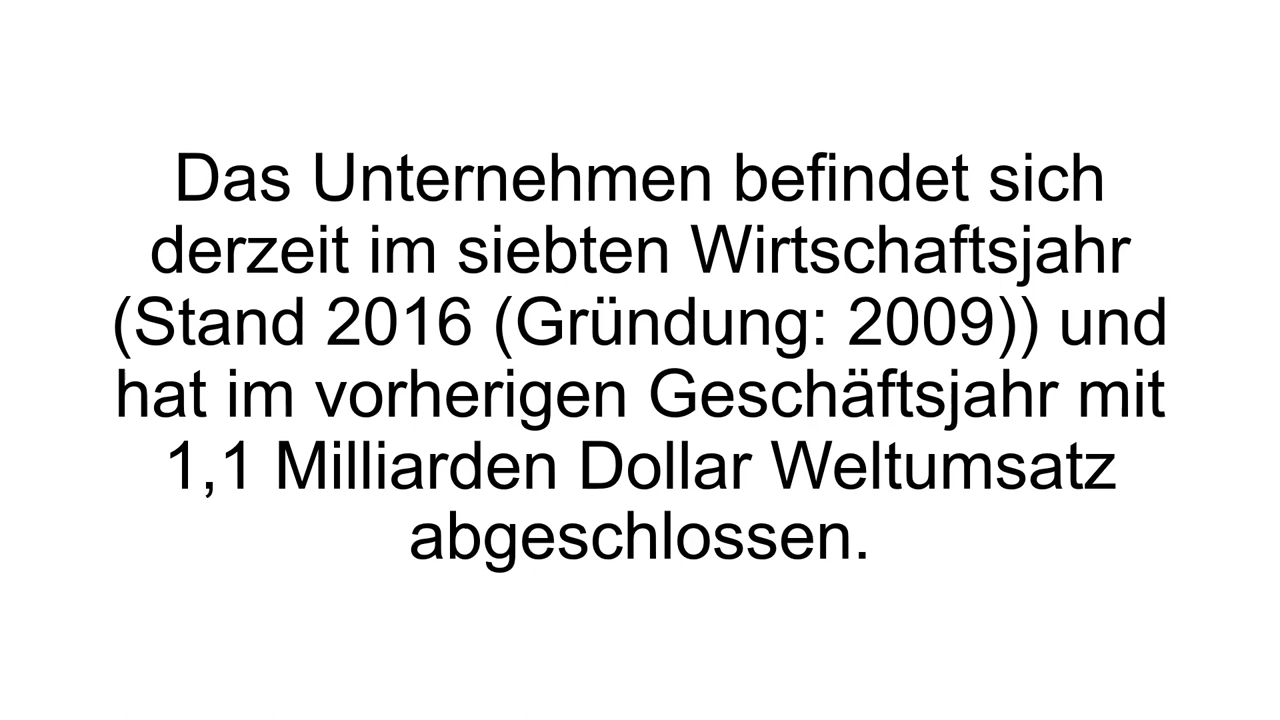 Das Unternehmen befindet sich
derzeit im siebten Wirtschaftsjahr
(Stand 2016 (Gründung: 2009)) und
hat im vorherigen Geschäftsjahr mit
1,1 Milliarden Dollar Weltumsatz
abgeschlossen.